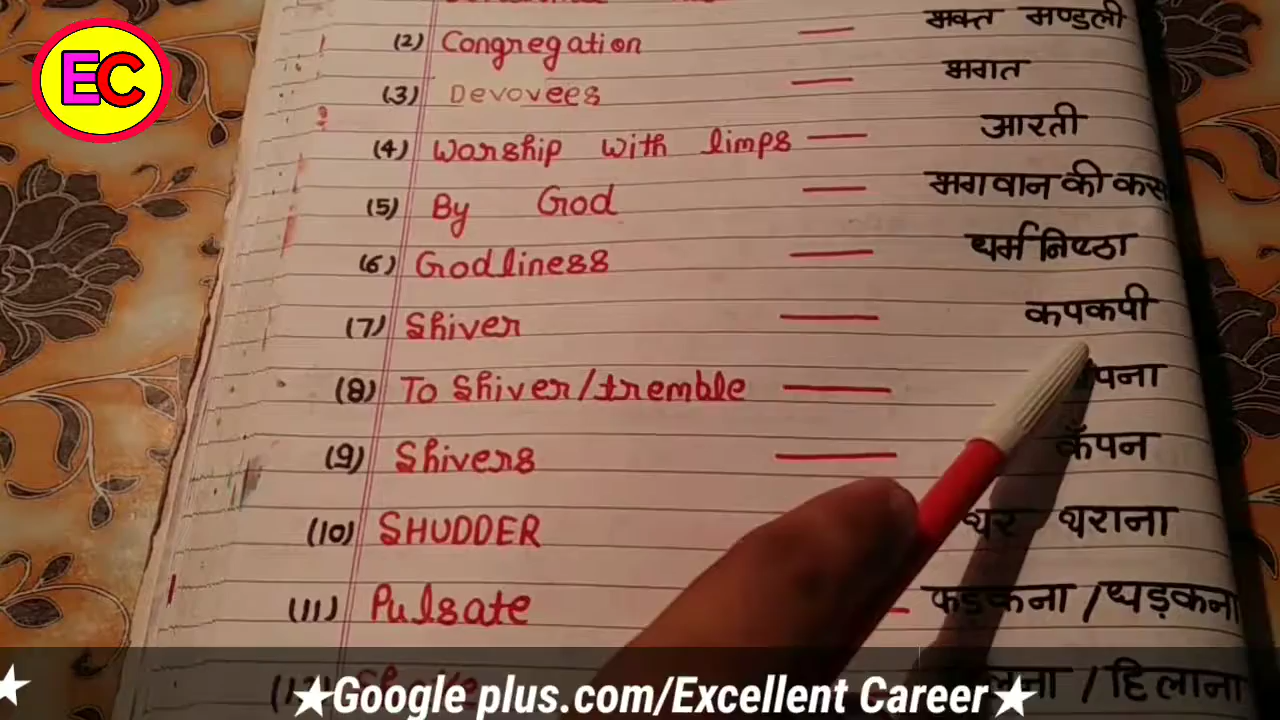 EC
(2) Congregation — भक्त मण्डली
(3) Devovees — भगत
(4) Worship with limps — आरती
(5) By God — भगवान की
(6) Godliness — धर्मनिष्ठा
(7) Shiver — कपकपी
(8) To Shiver/tremble —
(9) Shivers — कँपन
(10) SHUDDER थर थराना
(11) Pulsate — फड़कना / धड़कना
/ हिलाना
★Google plus.com/Excellent Career★